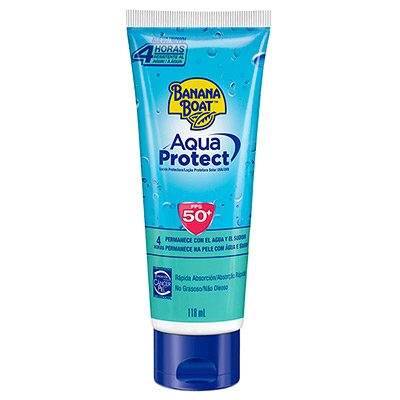 4 HORAS
RESISTENTE AL
AGUA / À ÁGUA
BANANA
BOAT
Aqua
Protect
Loción Protectora/Loção Protetora Solar UVA/UVB
FPS
50+
4 PERMANECE CON EL AGUA Y EL SUDOR
HORAS PERMANECE NA PELE COM ÁGUA E SUOR
Rápida Absorción/Absorção Rápida
No Grasoso/Não Oleoso
118 mL